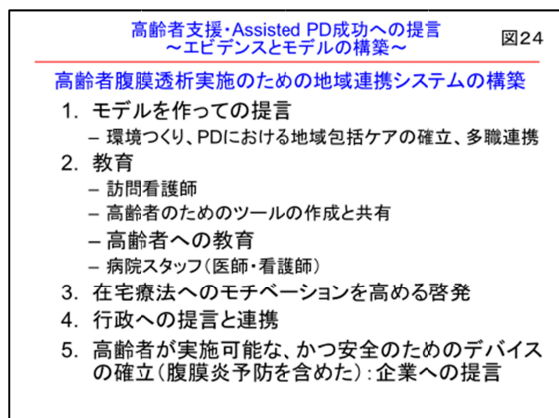 高齢者支援・Assisted PD成功への提言
～エビデンスとモデルの構築～
図24
高齢者腹膜透析実施のための地域連携システムの構築
1. モデルを作っての提言
– 環境つくり、PDにおける地域包括ケアの確立、多職連携
2. 教育
– 訪問看護師
– 高齢者のためのツールの作成と共有
– 高齢者への教育
– 病院スタッフ（医師・看護師）
3. 在宅療法へのモチベーションを高める啓発
4. 行政への提言と連携
5. 高齢者が実施可能な、かつ安全のためのデバイス
の確立（腹膜炎予防を含めた）：企業への提言